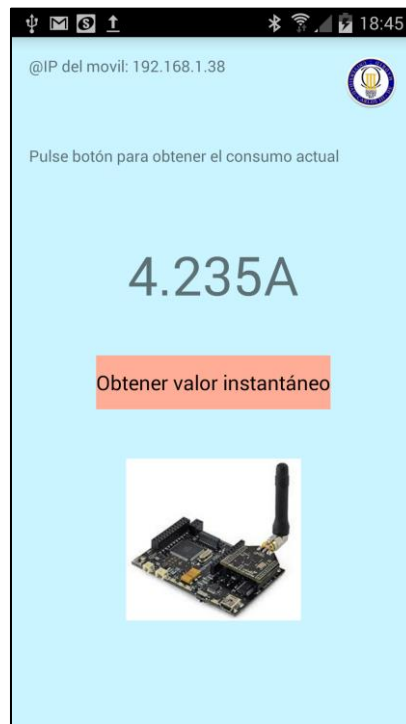 18:45
@IP del movil: 192.168.1.38
Pulse botón para obtener el consumo actual
4.235A
Obtener valor instantáneo